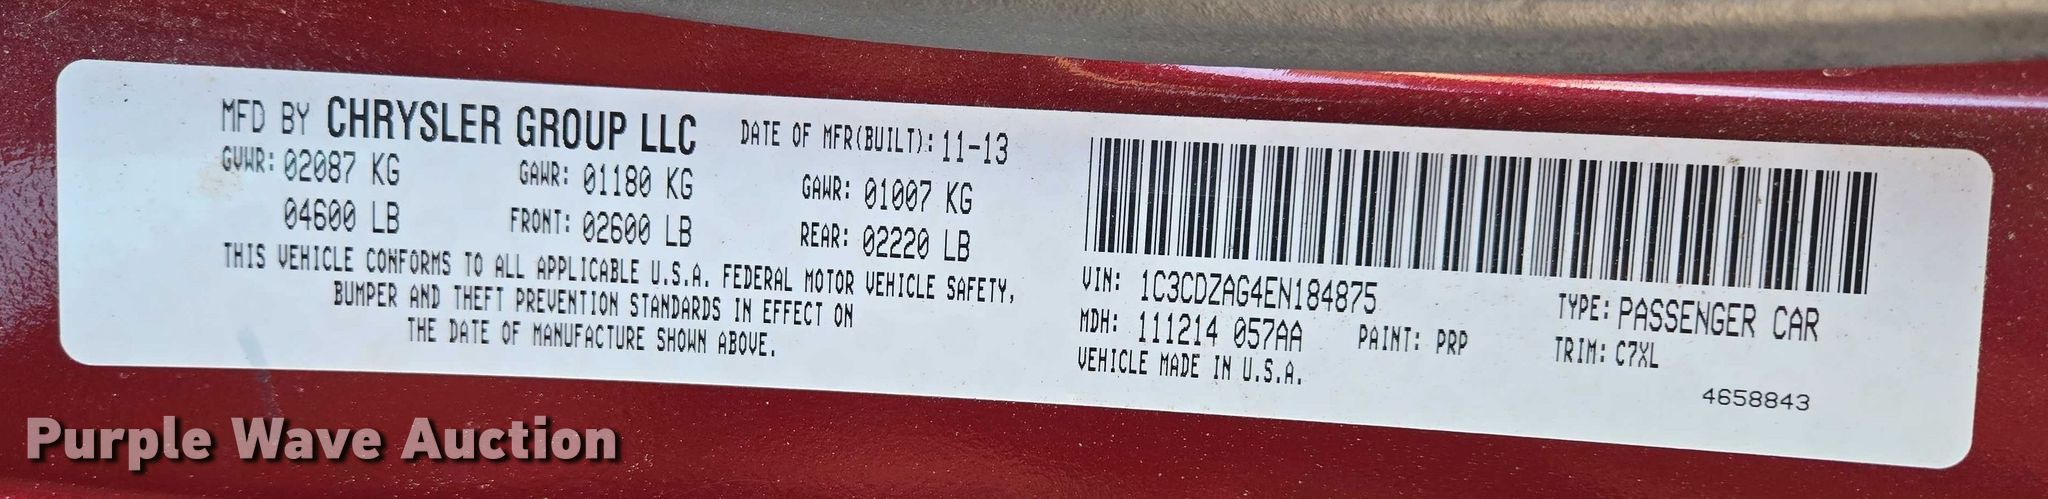 MFD BY CHRYSLER GROUP LLC DATE OF MFR(BUILT): 11-13
GVWR: 02087 KG GAWR: 01180 KG GAWR: 01007 KG
04600 LB FRONT: 02600 LB REAR: 02220 LB
THIS VEHICLE CONFORMS TO ALL APPLICABLE U.S.A. FEDERAL MOTOR VEHICLE SAFETY,
BUMPER AND THEFT PREVENTION STANDARDS IN EFFECT ON
THE DATE OF MANUFACTURE SHOWN ABOVE.
VIN: 1C3CDZAG4EN184875 TYPE: PASSENGER CAR
MDH: 111214 057AA PAINT: PRP TRIM: C7XL
VEHICLE MADE IN U.S.A.
4658843
Purple Wave Auction